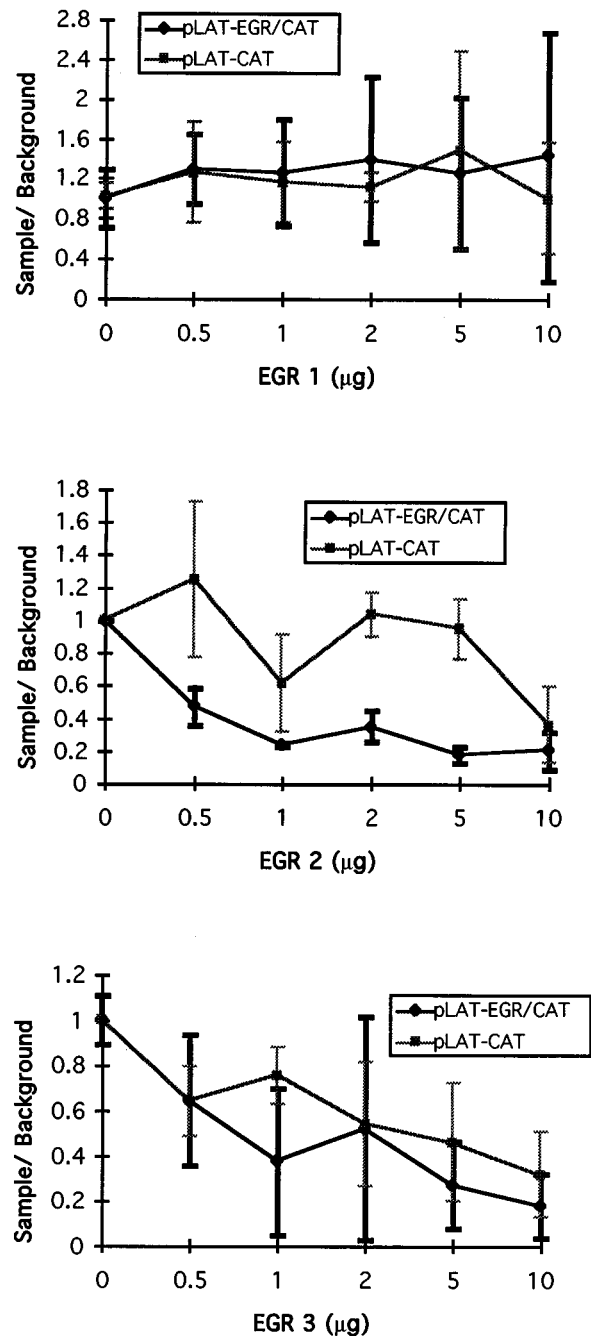 pLAT-EGR/CAT
pLAT-CAT
2.8
2.4
2
1.6
1.2
0.8
0.4
0
Sample/ Background
0 0.5 1 2 5 10
EGR 1 (µg)
1.8
1.6
1.4
1.2
1
0.8
0.6
0.4
0.2
0
Sample/ Background
pLAT-EGR/CAT
pLAT-CAT
0 0.5 1 2 5 10
EGR 2 (µg)
1.2
1
0.8
0.6
0.4
0.2
0
Sample/ Background
pLAT-EGR/CAT
pLAT-CAT
0 0.5 1 2 5 10
EGR 3 (µg)